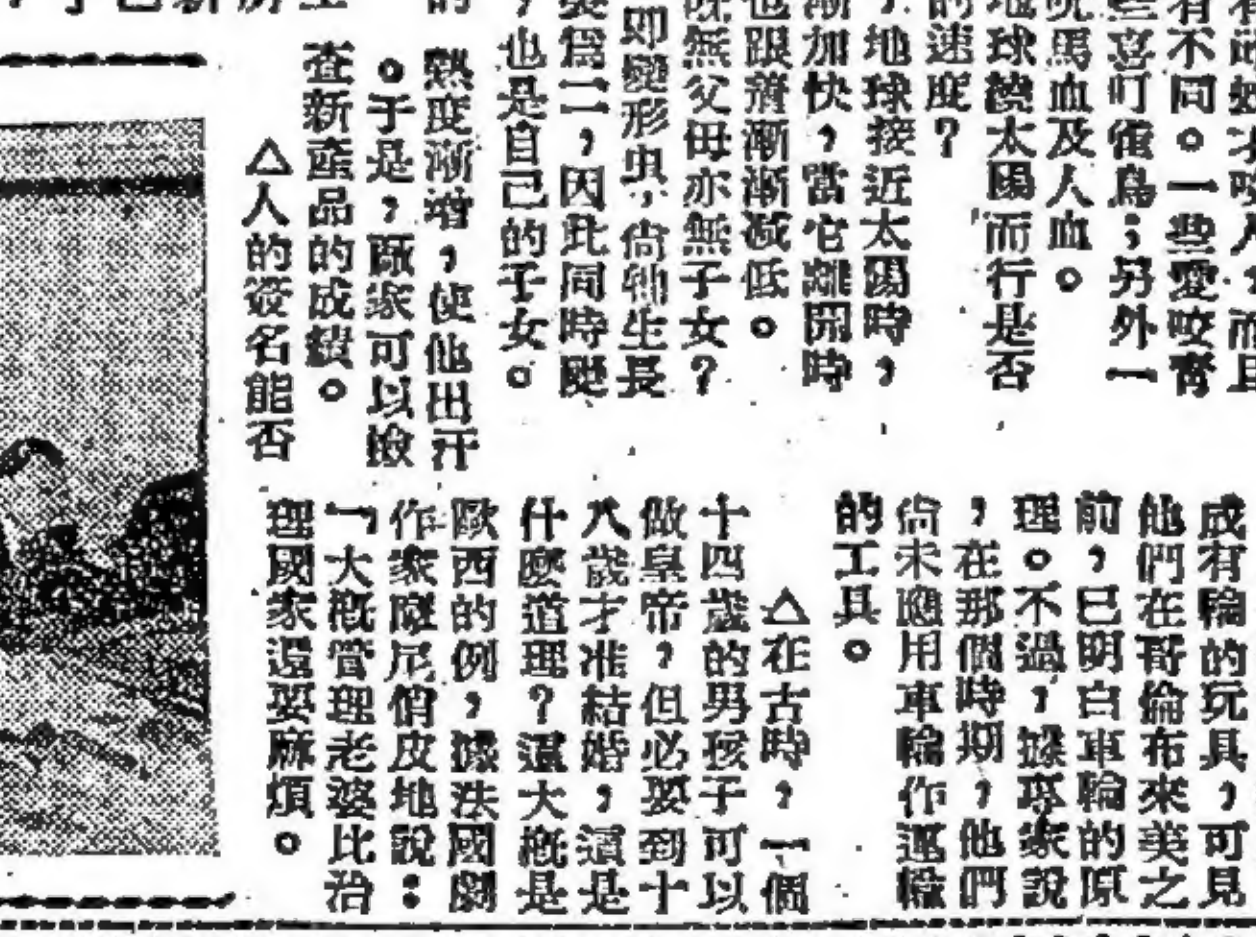 有不同。一些愛咬
些喜叮雀鳥;另外一
吮馬血及人血。
地球繞太陽而行是否
的速度?
,地球接近太陽時,
漸加快,當它離開時
也跟着漸漸減低。
既無父母亦無子女?
即變形虫,當牠生長
變爲二,因此同時
,也是自己的子女。
熱度漸增,使他出汗
。于是,廠家可以檢
查新產品的成績。
△人的簽名能否
成有輪的玩具,可見
他們在哥倫布來美之
前,已明白車輪的原
理。不過,據專家說
,在那個時期,他們
尚未應用車輪作運輸
的工具。
△在古時,一個
十四歲的男孩子可以
做皇帝,但必要到十
八歲才准結婚,這是
什麽道理?這大概是
歐西的例,據法國劇
作家 尼俏皮地說:
「大概管理老婆比治
理國家還要麻煩。